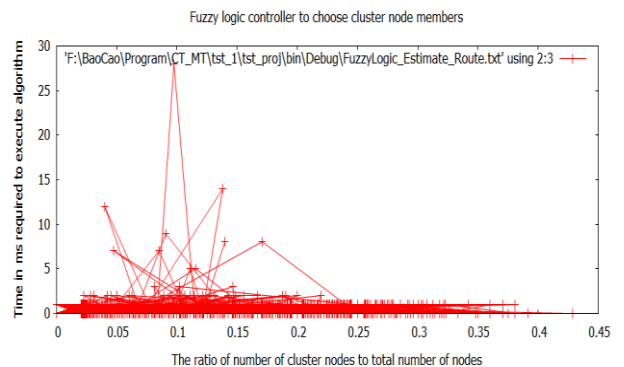 Fuzzy logic controller to choose cluster node members
30
'F:\BaoCao\Program\CT_MT\tst_1\tst_proj\bin\Debug\FuzzyLogic_Estimate_Route.txt' using 2:3
25
20
15
10
5
0
Time in ms required to execute algorithm
0 0.05 0.1 0.15 0.2 0.25 0.3 0.35 0.4 0.45
The ratio of number of cluster nodes to total number of nodes